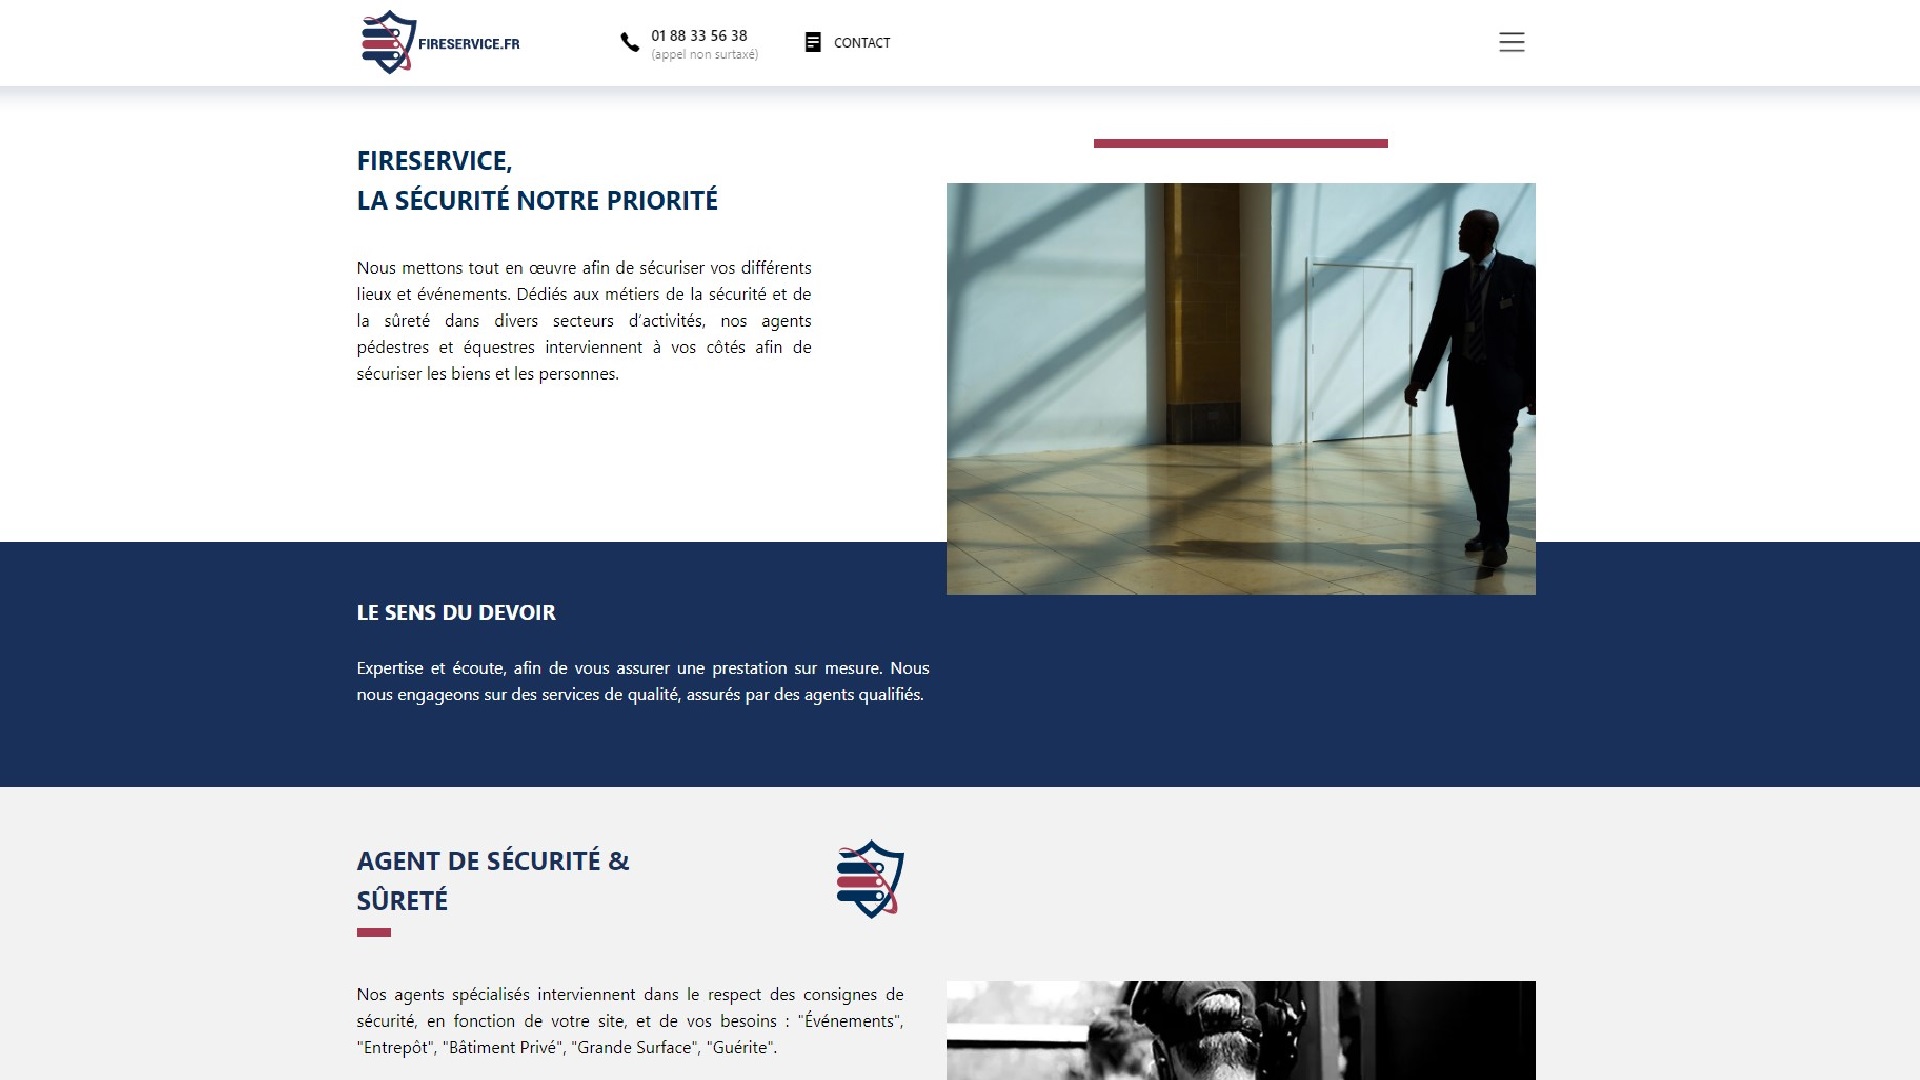 FIRESERVICE.FR
01 88 33 56 38
(appel non surtaxé)
CONTACT
FIRESERVICE,
LA SÉCURITÉ NOTRE PRIORITÉ
Nous mettons tout en œuvre afin de sécuriser vos différents
lieux et événements. Dédiés aux métiers de la sécurité et de
la sûreté dans divers secteurs d’activités, nos agents
pédestres et équestres interviennent à vos côtés afin de
sécuriser les biens et les personnes.
LE SENS DU DEVOIR
Expertise et écoute, afin de vous assurer une prestation sur mesure. Nous
nous engageons sur des services de qualité, assurés par des agents qualifiés.
AGENT DE SÉCURITÉ &
SÛRETÉ
Nos agents spécialisés interviennent dans le respect des consignes de
sécurité, en fonction de votre site, et de vos besoins : "Événements",
"Entrepôt", "Bâtiment Privé", "Grande Surface", "Guérite".